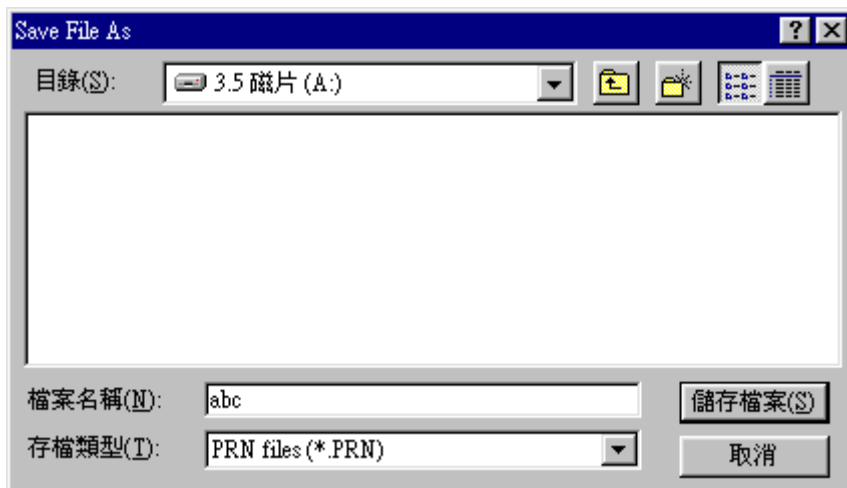 Save File As
目錄(S): 3.5 磁片 (A:)
檔案名稱(N): abc 儲存檔案(S)
存檔類型(T): PRN files (*.PRN) 取消